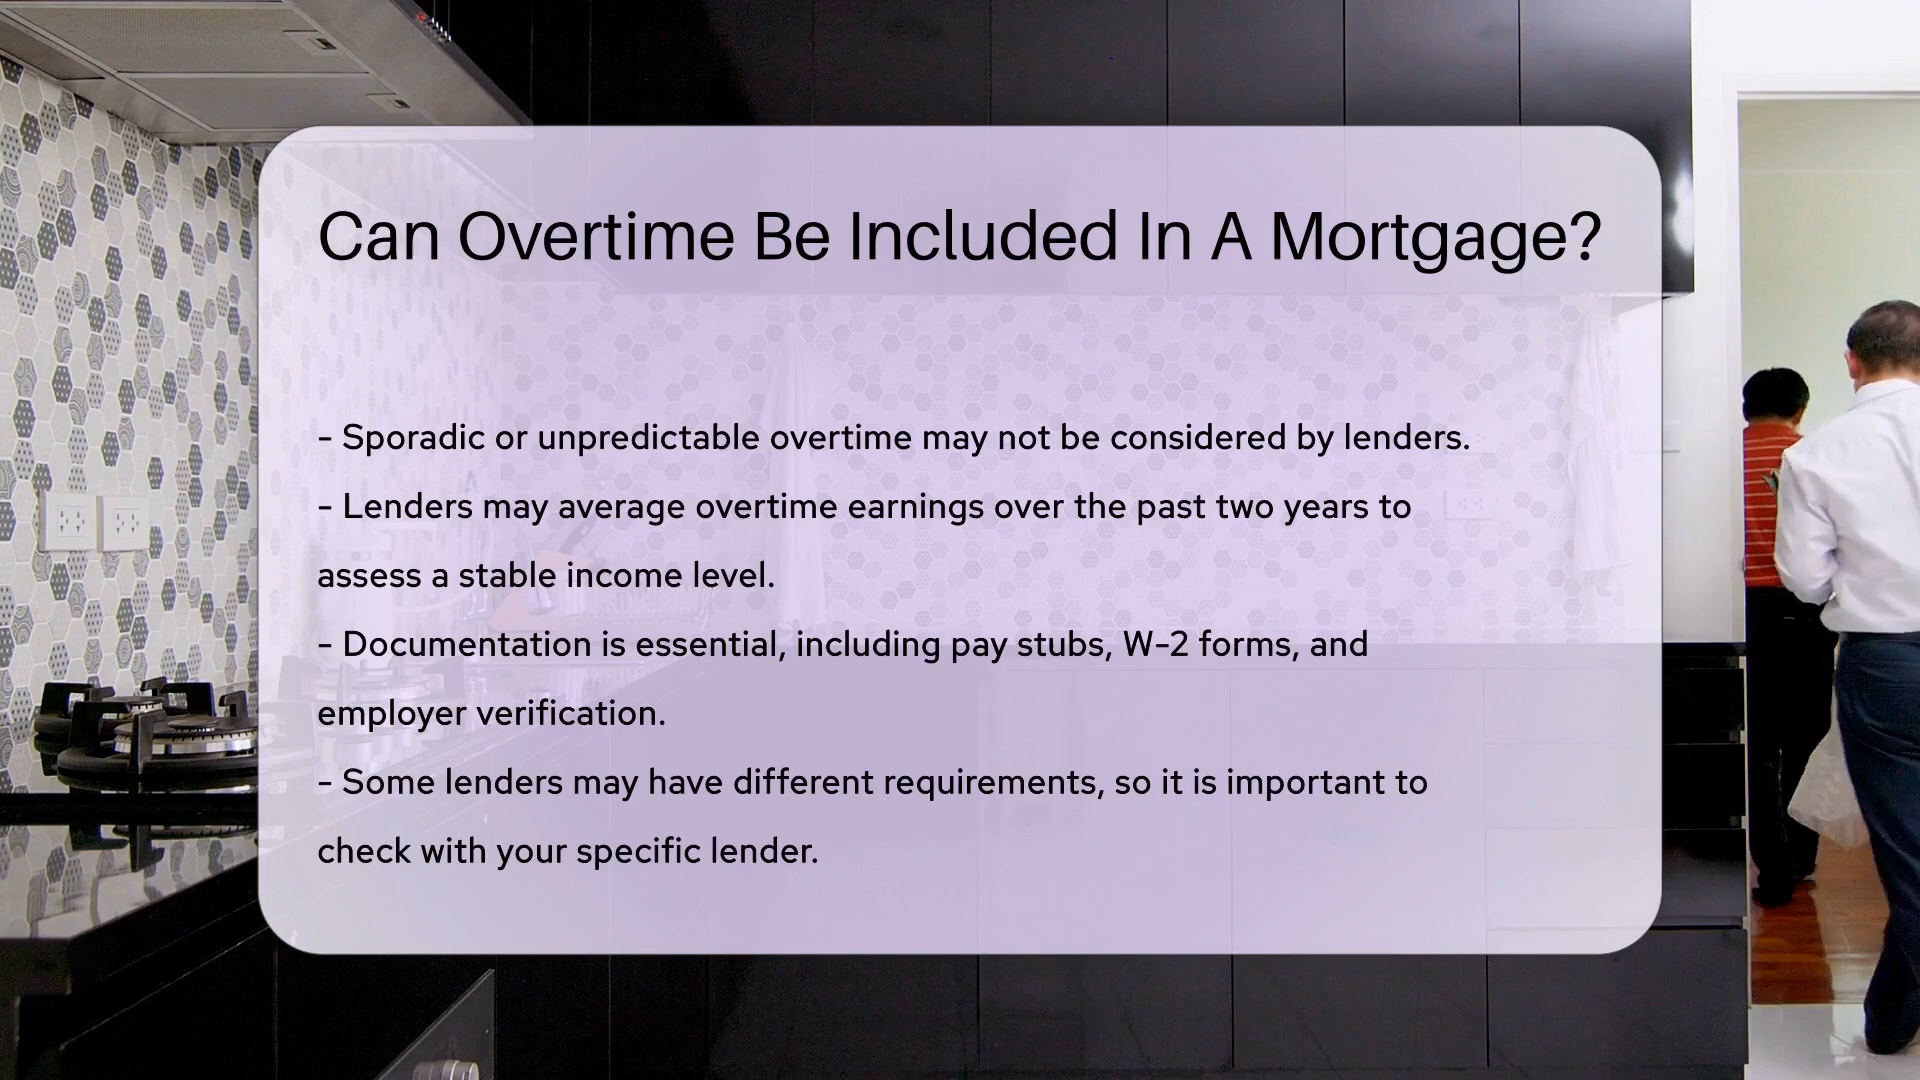 Can Overtime Be Included In A Mortgage?
- Sporadic or unpredictable overtime may not be considered by lenders.
- Lenders may average overtime earnings over the past two years to
assess a stable income level.
- Documentation is essential, including pay stubs, W-2 forms, and
employer verification.
- Some lenders may have different requirements, so it is important to
check with your specific lender.